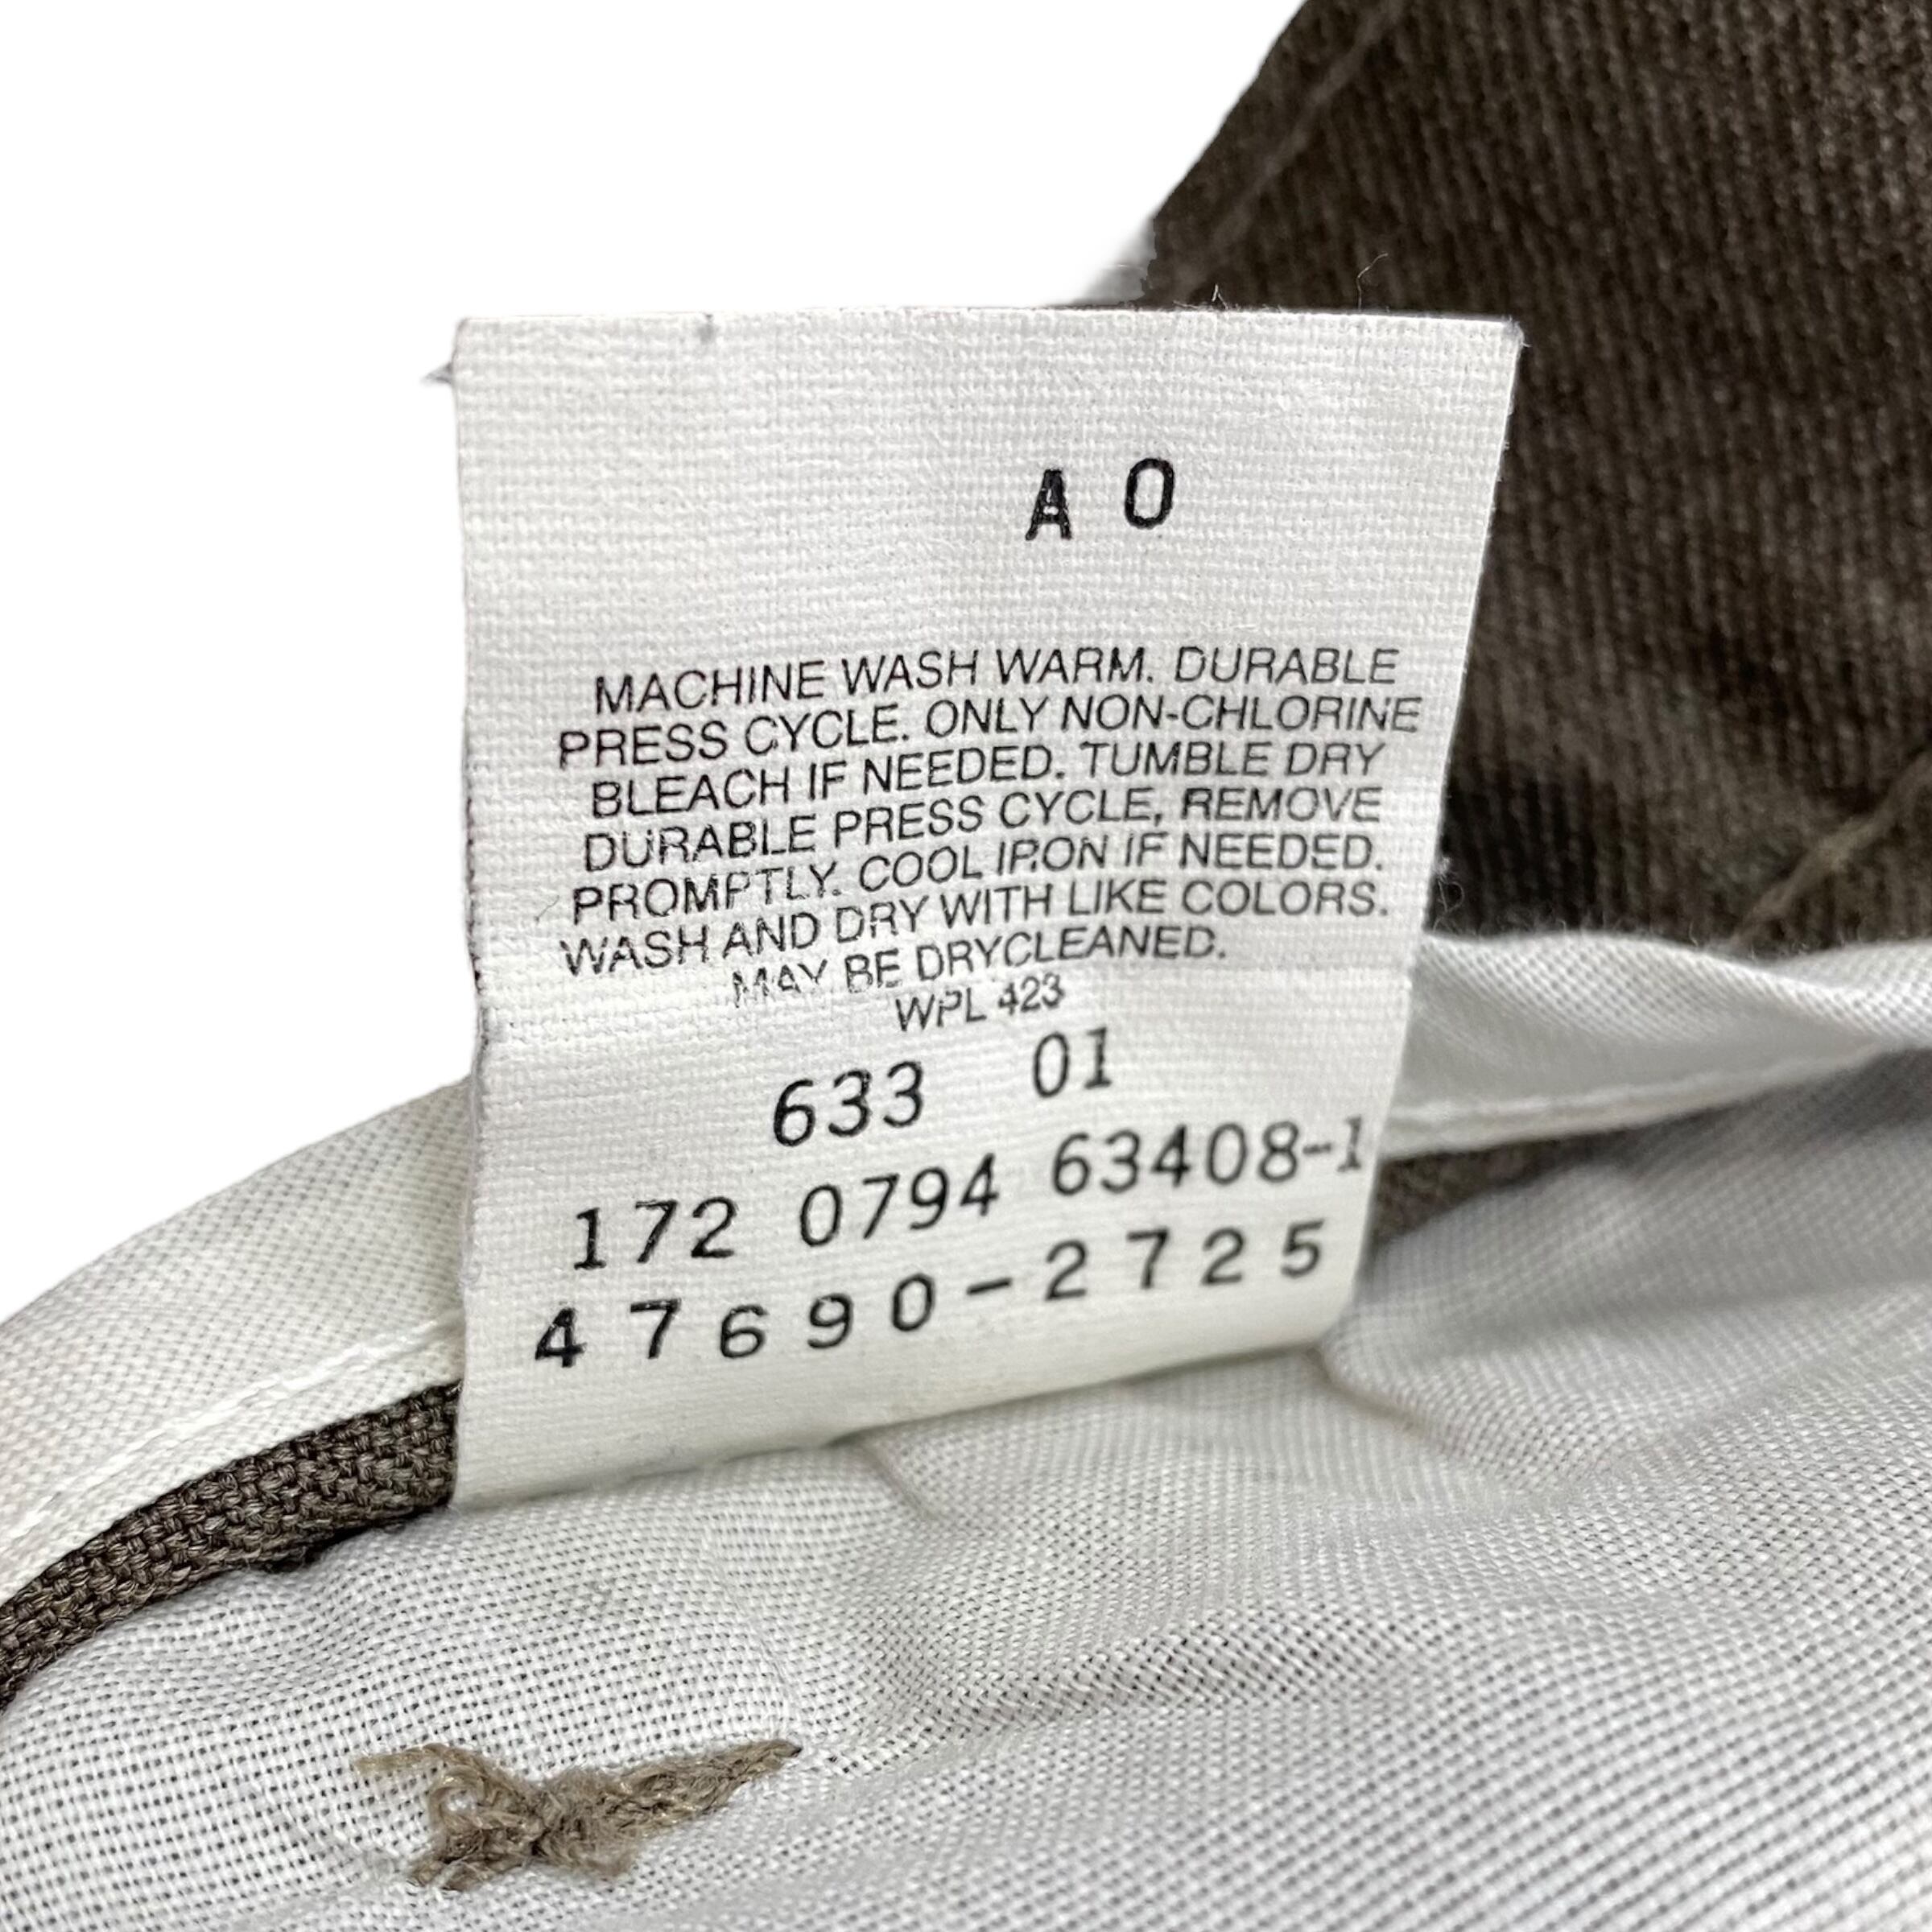 A O
MACHINE WASH WARM. DURABLE
PRESS CYCLE. ONLY NON-CHLORINE
BLEACH IF NEEDED. TUMBLE DRY
DURABLE PRESS CYCLE, REMOVE
PROMPTLY. COOL IRON IF NEEDED.
WASH AND DRY WITH LIKE COLORS.
MAY BE DRYCLEANED.
WPL 423
633 01
172 0794 63408-1
47690-2725